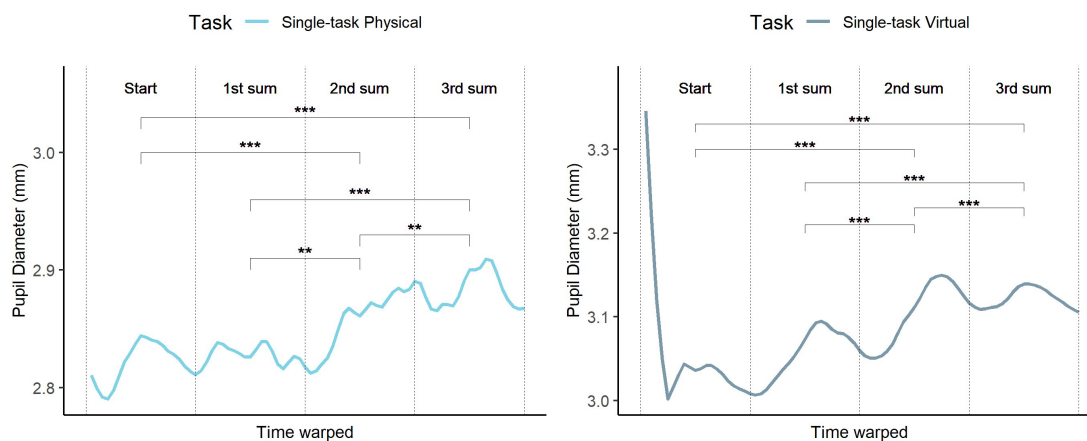 Task Single-task Physical
Start 1st sum 2nd sum 3rd sum
***
***
***
**
**
3.0
2.9
2.8
Pupil Diameter (mm)
Time warped
Task Single-task Virtual
Start 1st sum 2nd sum 3rd sum
***
***
***
***
***
3.3
3.2
3.1
3.0
Pupil Diameter (mm)
Time warped